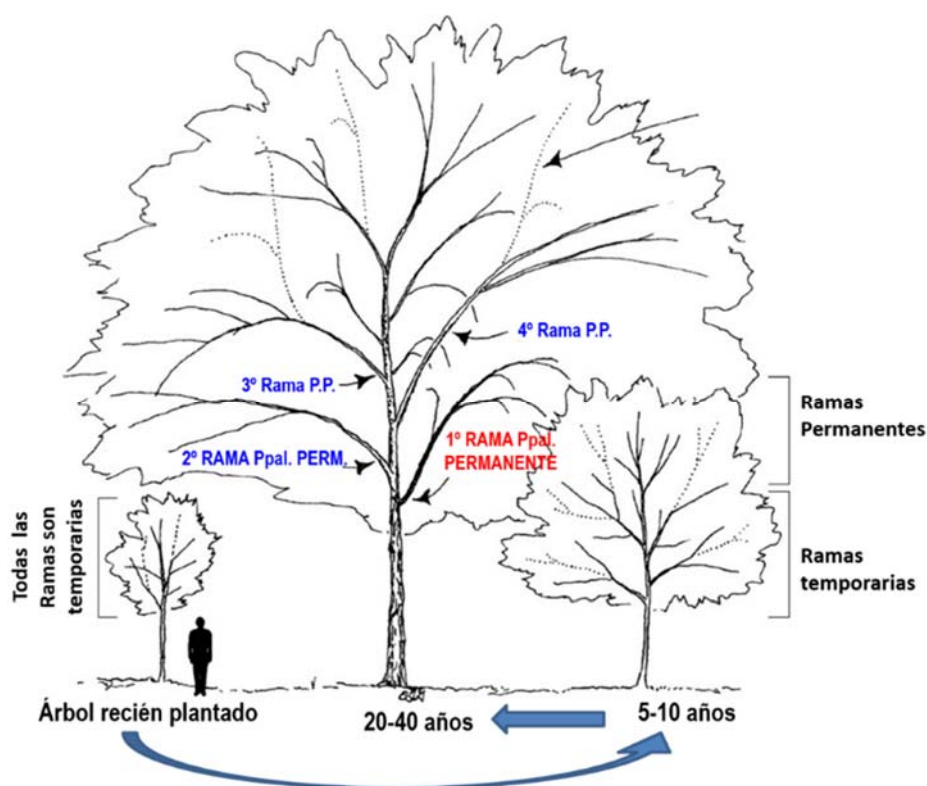 4º Rama P.P.
3º Rama P.P.
1º RAMA Ppal.
PERMANENTE
2º RAMA Ppal. PERM.
Ramas
Permanentes
Todas las
Ramas son
temporarias
Ramas
temporarias
Árbol recién plantado
20-40 años
5-10 años